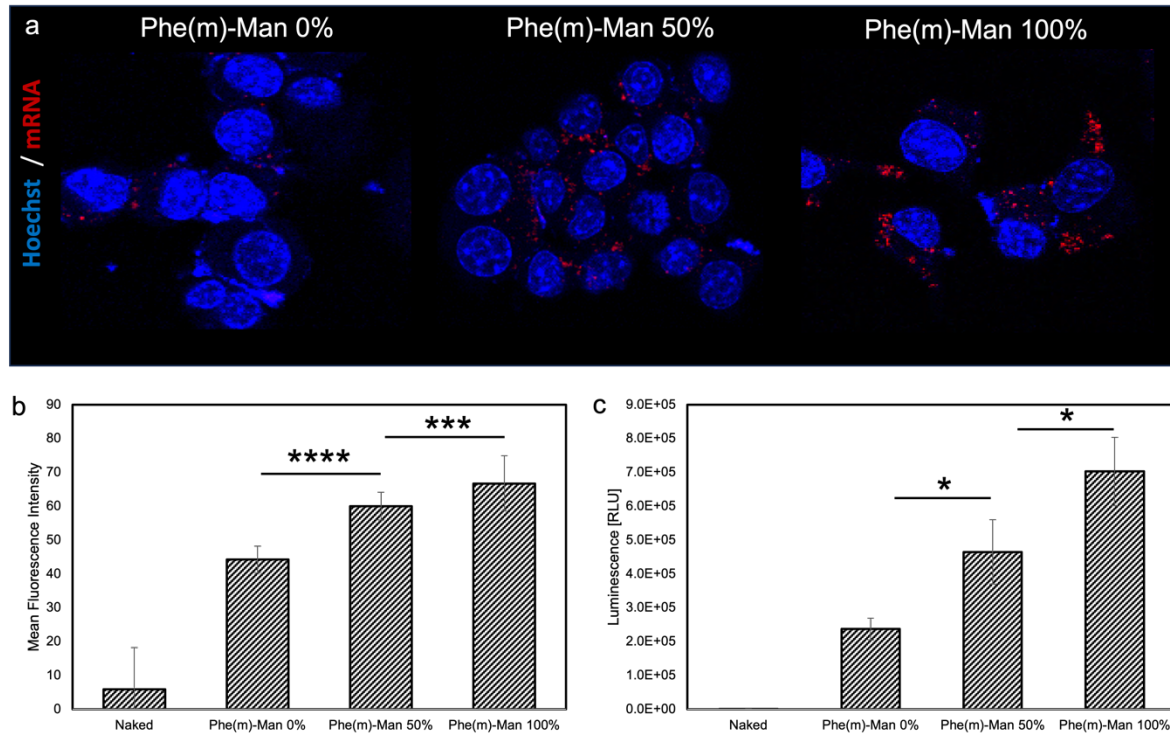 a
Phe(m)-Man 0%
Phe(m)-Man 50%
Phe(m)-Man 100%
Hoechst / mRNA
b
Mean Fluorescence Intensity
90
80
70
60
50
40
30
20
10
0
****
***
Naked
Phe(m)-Man 0%
Phe(m)-Man 50%
Phe(m)-Man 100%
c
Luminescence [RLU]
9.0E+05
8.0E+05
7.0E+05
6.0E+05
5.0E+05
4.0E+05
3.0E+05
2.0E+05
1.0E+05
0.0E+00
*
*
Naked
Phe(m)-Man 0%
Phe(m)-Man 50%
Phe(m)-Man 100%